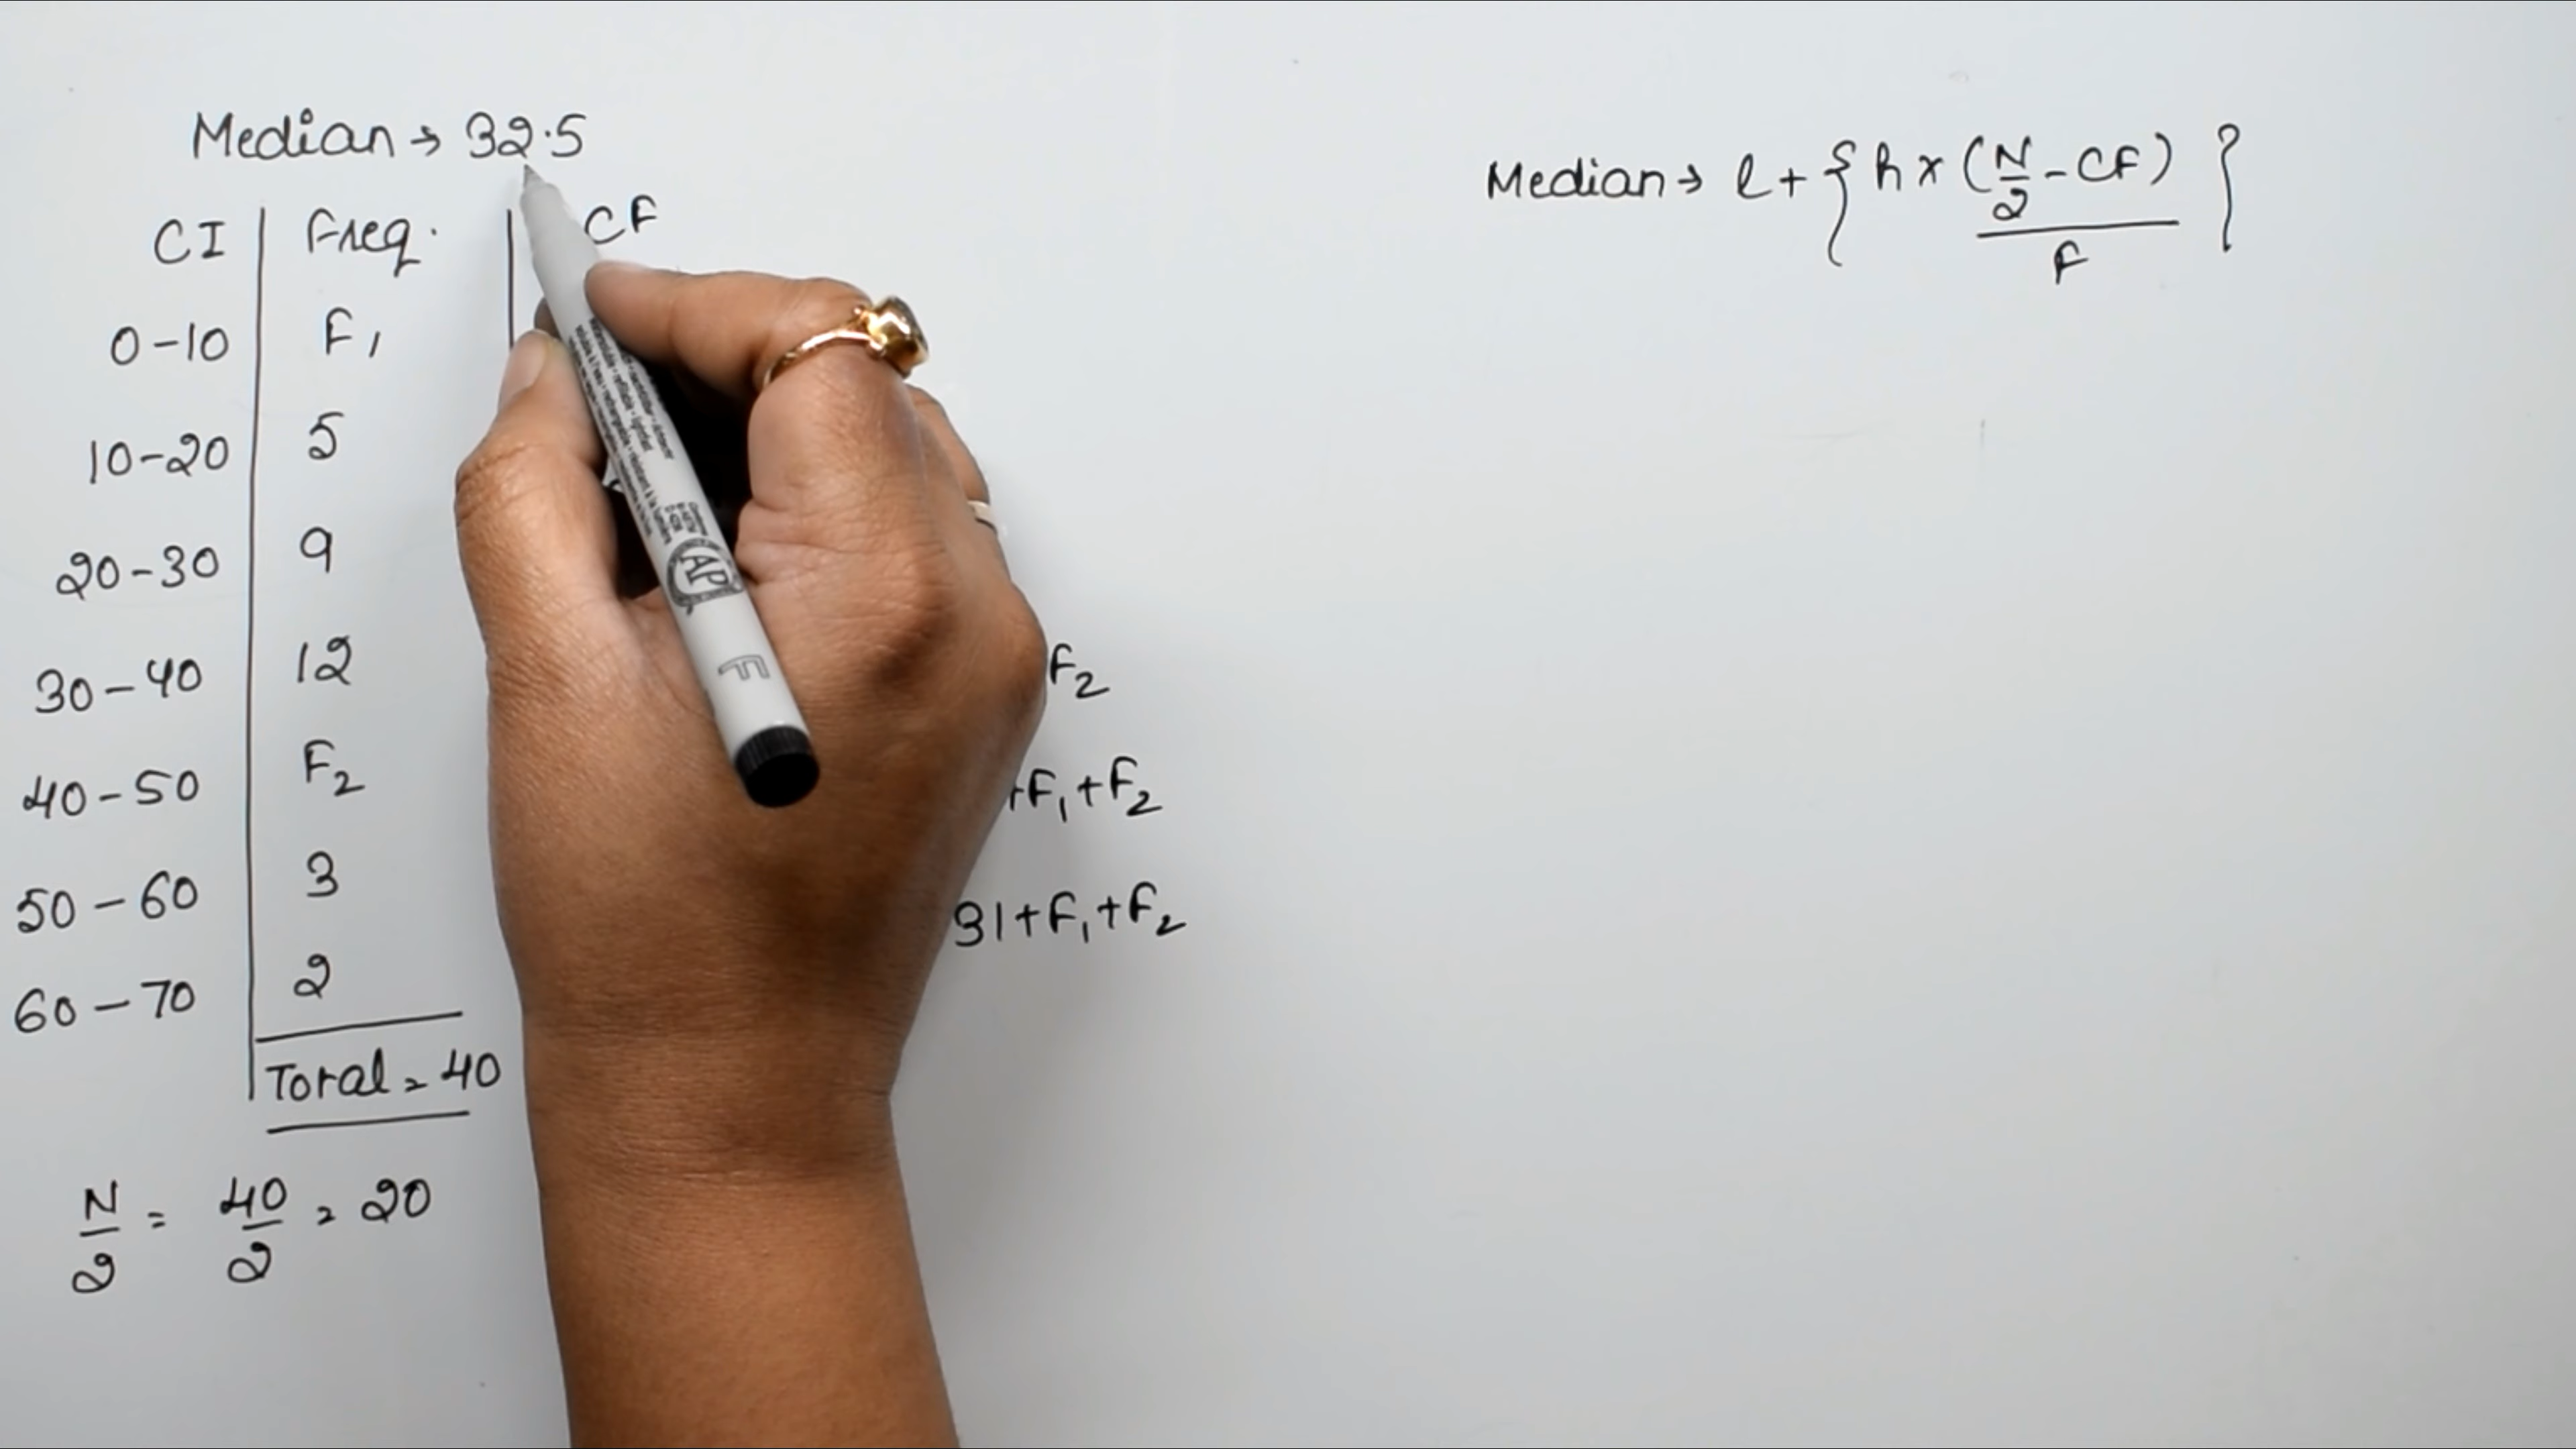 Median → 32.5
CI Freq. CF
0-10 F1
10-20 5
20-30 9
30-40 12
F2
40-50 F2
+F1+F2
50-60 3
31+F1+F2
60-70 2
Total = 40
N/2 = 40/2 = 20
Median → l + { h × (N/2 - CF) / F }
AP
F